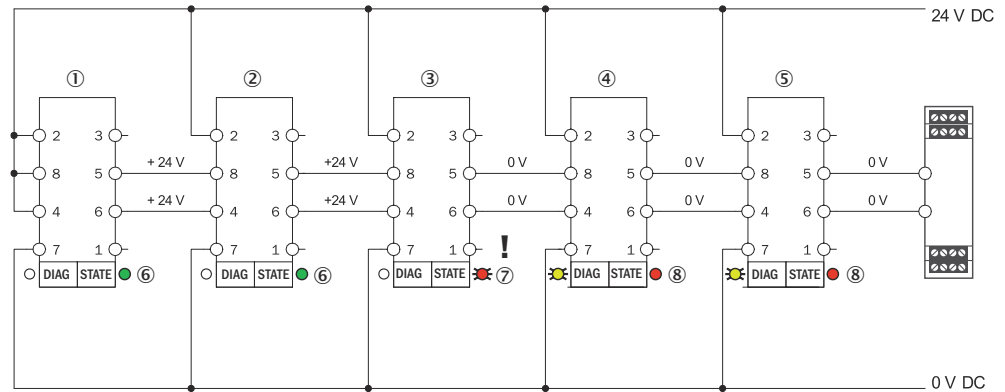 24 V DC
① ② ③ ④ ⑤
2 3 2 3 2 3 2 3 2 3
+ 24 V +24 V 0 V 0 V 0 V
8 5 8 5 8 5 8 5 8 5
+ 24 V +24 V 0 V 0 V 0 V
4 6 4 6 4 6 4 6 4 6
7 1 7 1 7 1 ! 7 1 7 1
DIAG STATE ⑥ DIAG STATE ⑥ DIAG STATE ⑦ DIAG STATE ⑧ DIAG STATE ⑧
0 V DC